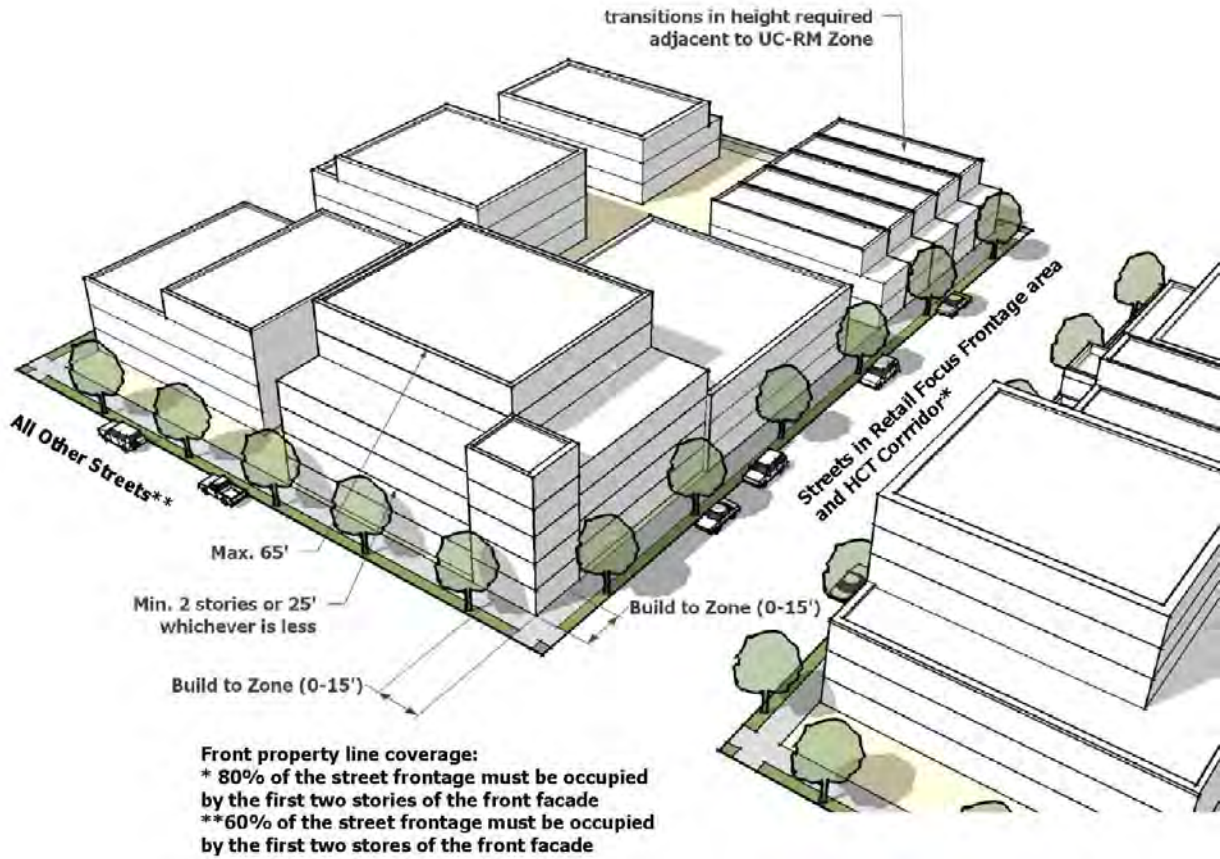 transitions in height required
adjacent to UC-RM Zone
Streets in Retail Focus Frontage area
and HCT Corrridor*
All Other Streets**
Max. 65'
Min. 2 stories or 25'
whichever is less
Build to Zone (0-15')
Build to Zone (0-15')
Front property line coverage:
* 80% of the street frontage must be occupied
by the first two stories of the front facade
**60% of the street frontage must be occupied
by the first two stores of the front facade